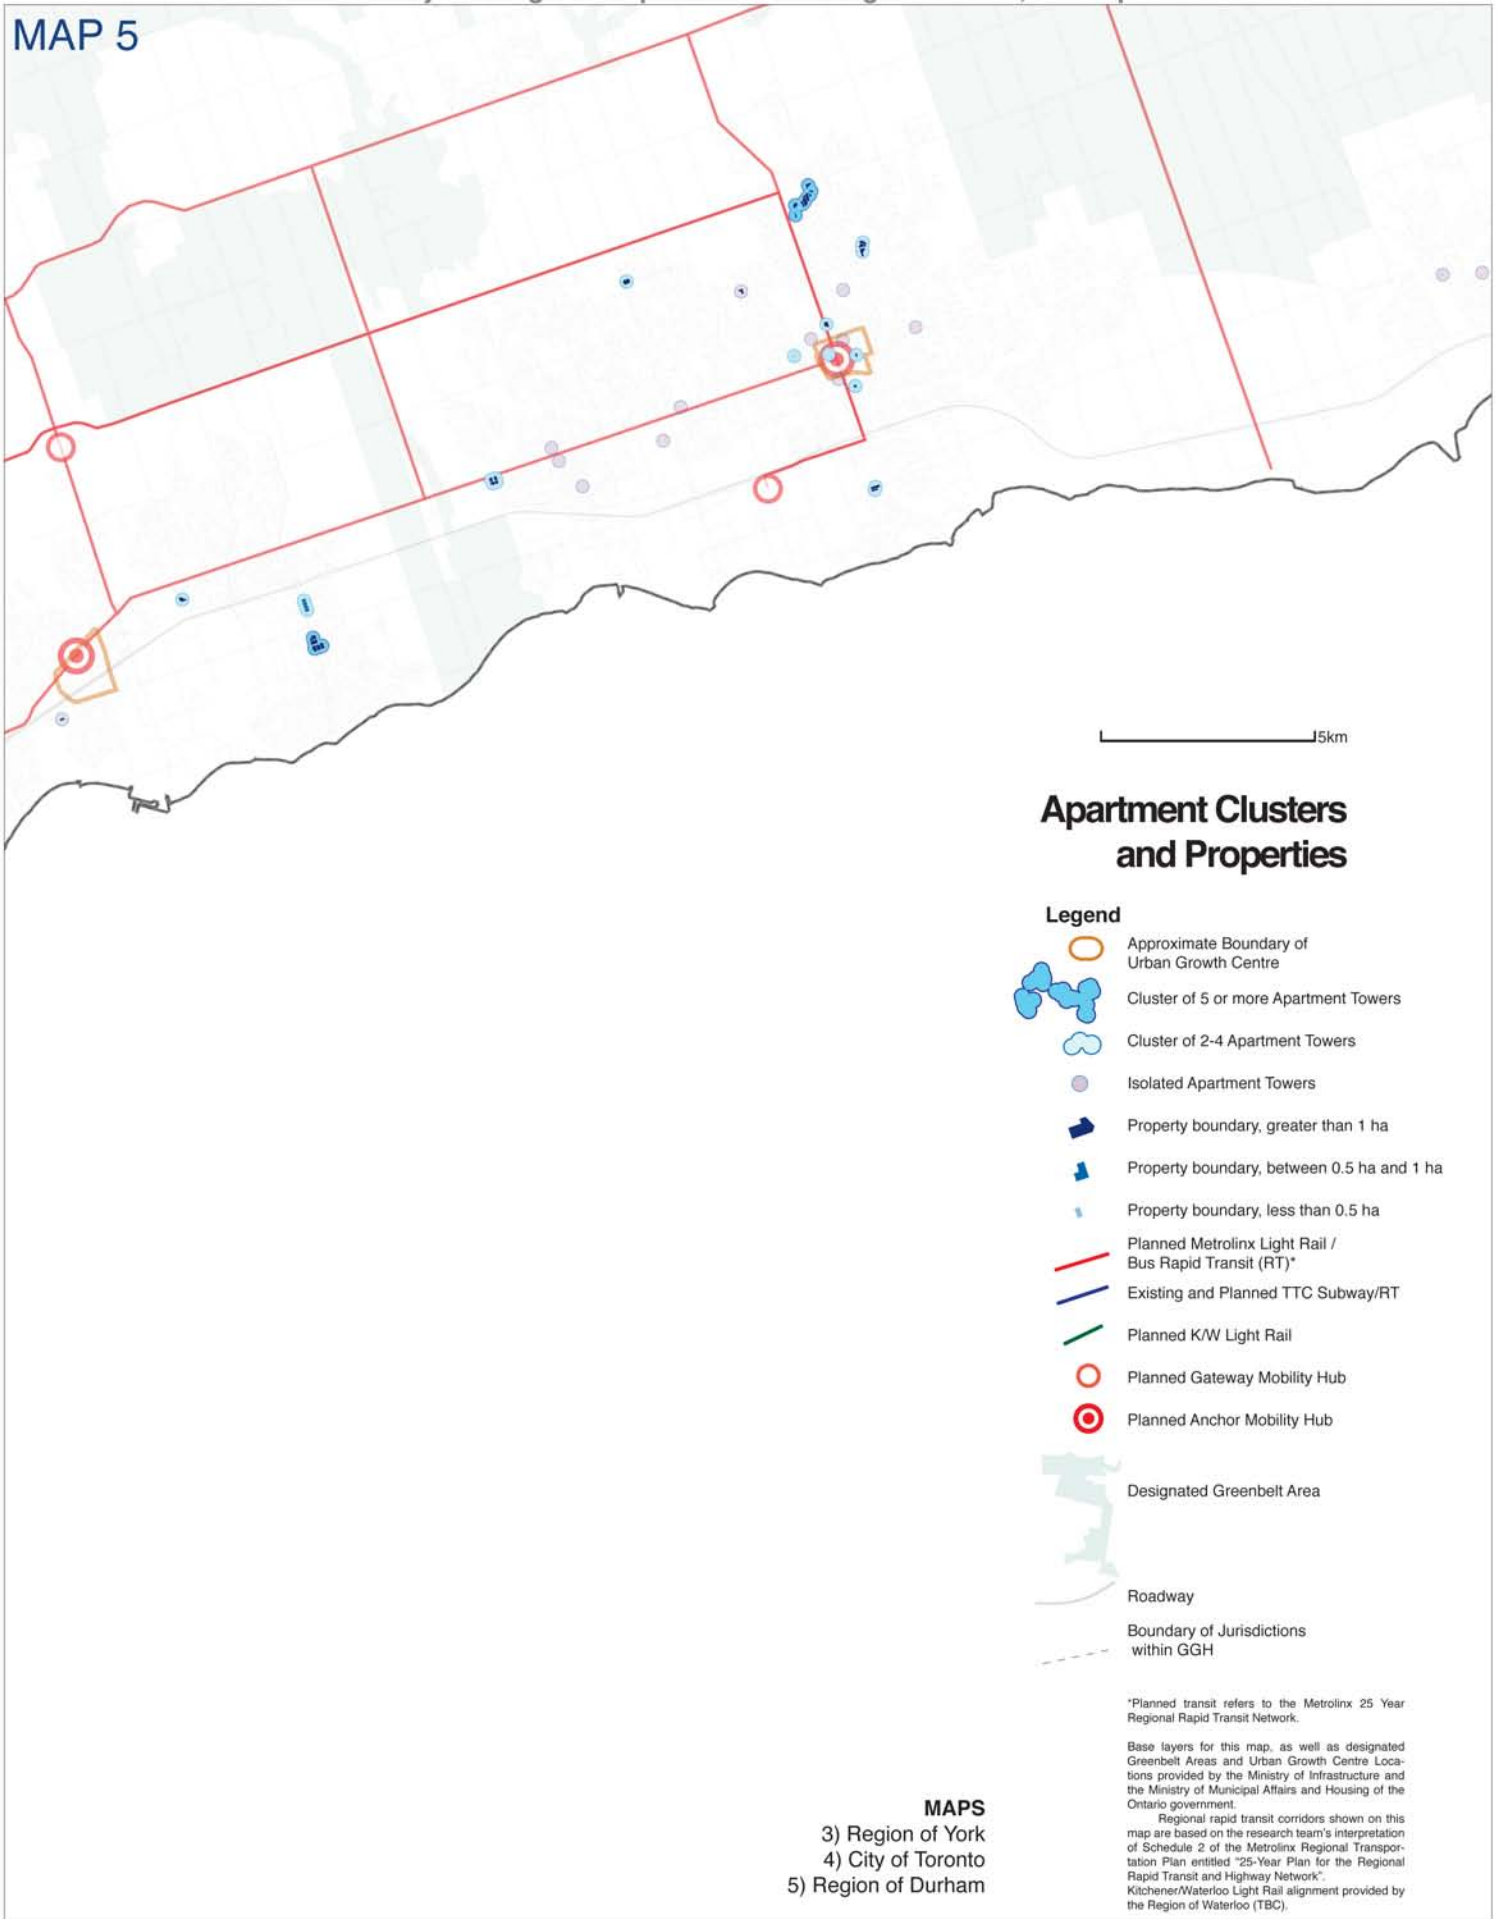 MAP 5
5km
Apartment Clusters
and Properties
Legend
Approximate Boundary of
Urban Growth Centre
Cluster of 5 or more Apartment Towers
Cluster of 2-4 Apartment Towers
Isolated Apartment Towers
Property boundary, greater than 1 ha
Property boundary, between 0.5 ha and 1 ha
Property boundary, less than 0.5 ha
Planned Metrolinx Light Rail /
Bus Rapid Transit (RT)*
Existing and Planned TTC Subway/RT
Planned K/W Light Rail
Planned Gateway Mobility Hub
Planned Anchor Mobility Hub
Designated Greenbelt Area
Roadway
Boundary of Jurisdictions
within GGH
*Planned transit refers to the Metrolinx 25 Year
Regional Rapid Transit Network.
Base layers for this map, as well as designated
Greenbelt Areas and Urban Growth Centre Loca-
tions provided by the Ministry of Infrastructure and
the Ministry of Municipal Affairs and Housing of the
Ontario government.
Regional rapid transit corridors shown on this
map are based on the research team's interpretation
of Schedule 2 of the Metrolinx Regional Transpor-
tation Plan entitled "25-Year Plan for the Regional
Rapid Transit and Highway Network".
Kitchener/Waterloo Light Rail alignment provided by
the Region of Waterloo (TBC).
MAPS
3) Region of York
4) City of Toronto
5) Region of Durham